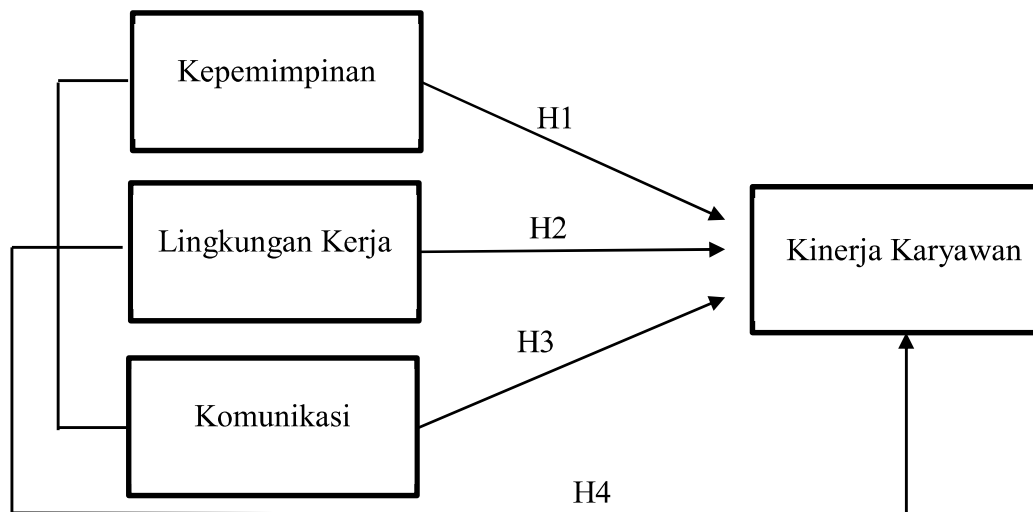 Kepemimpinan
H1
Lingkungan Kerja
H2
Kinerja Karyawan
H3
Komunikasi
H4